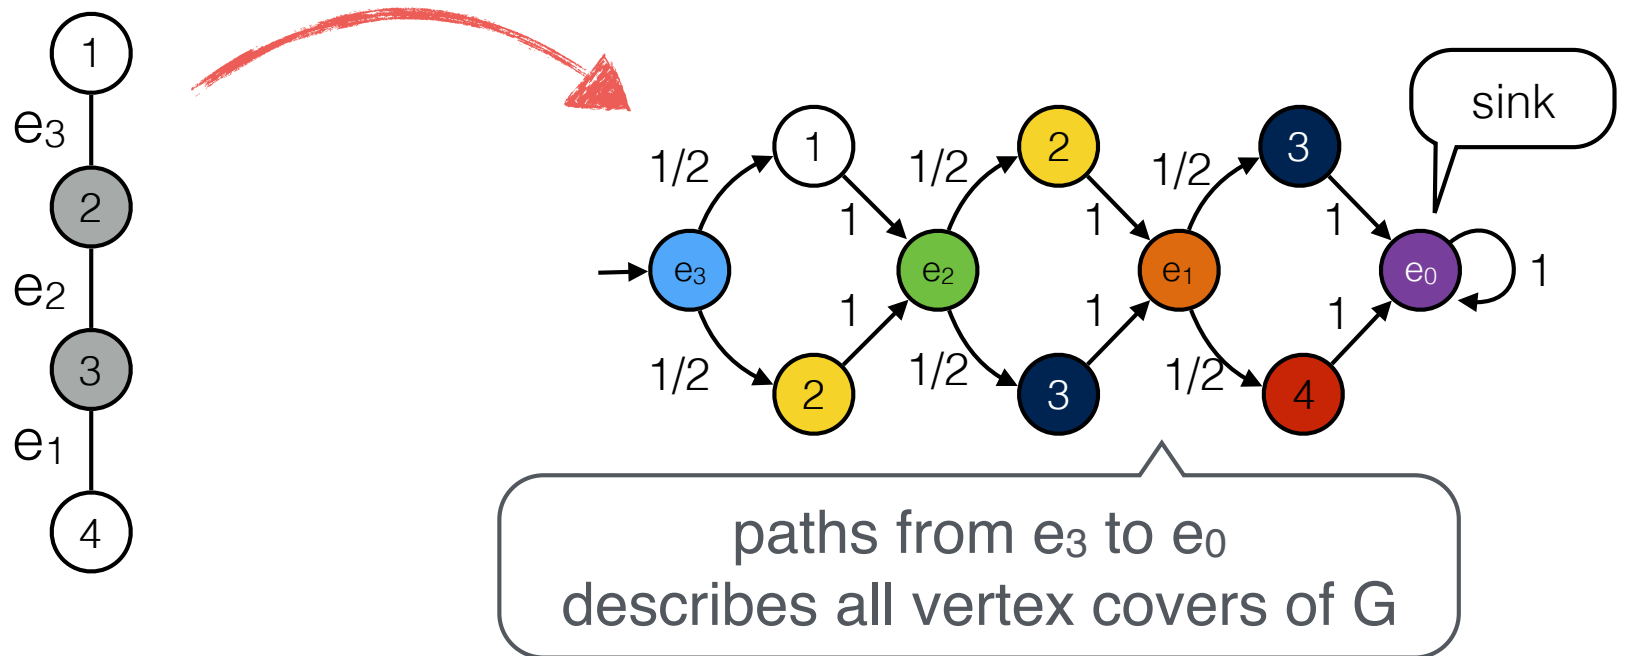 1
e3
2
e2
3
e1
4
sink
1 2 3
1/2 1/2 1/2
1 1 1
e3 e2 e1 e0 1
1 1 1
1/2 1/2 1/2
2 3 4
paths from e3 to e0
describes all vertex covers of G